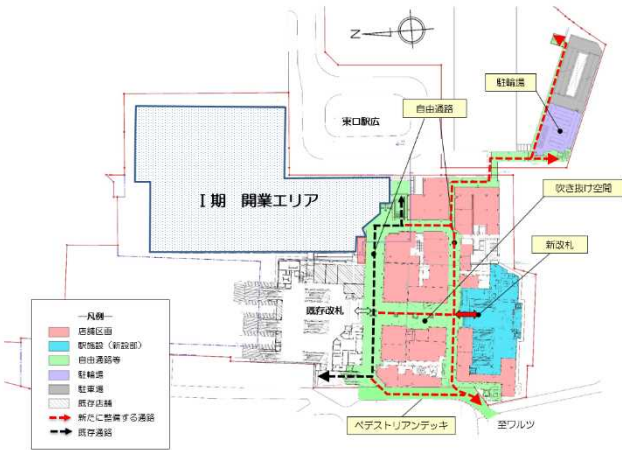 N
駐輪場
自由通路
東口駅広
Ⅰ期 開業エリア
吹き抜け空間
新改札
既存改札
―凡例―
店舗区画
駅施設（新設部）
自由通路等
駐輪場
駐車場
既存店舗
新たに整備する通路
既存通路
ペデストリアンデッキ
至ワルツ